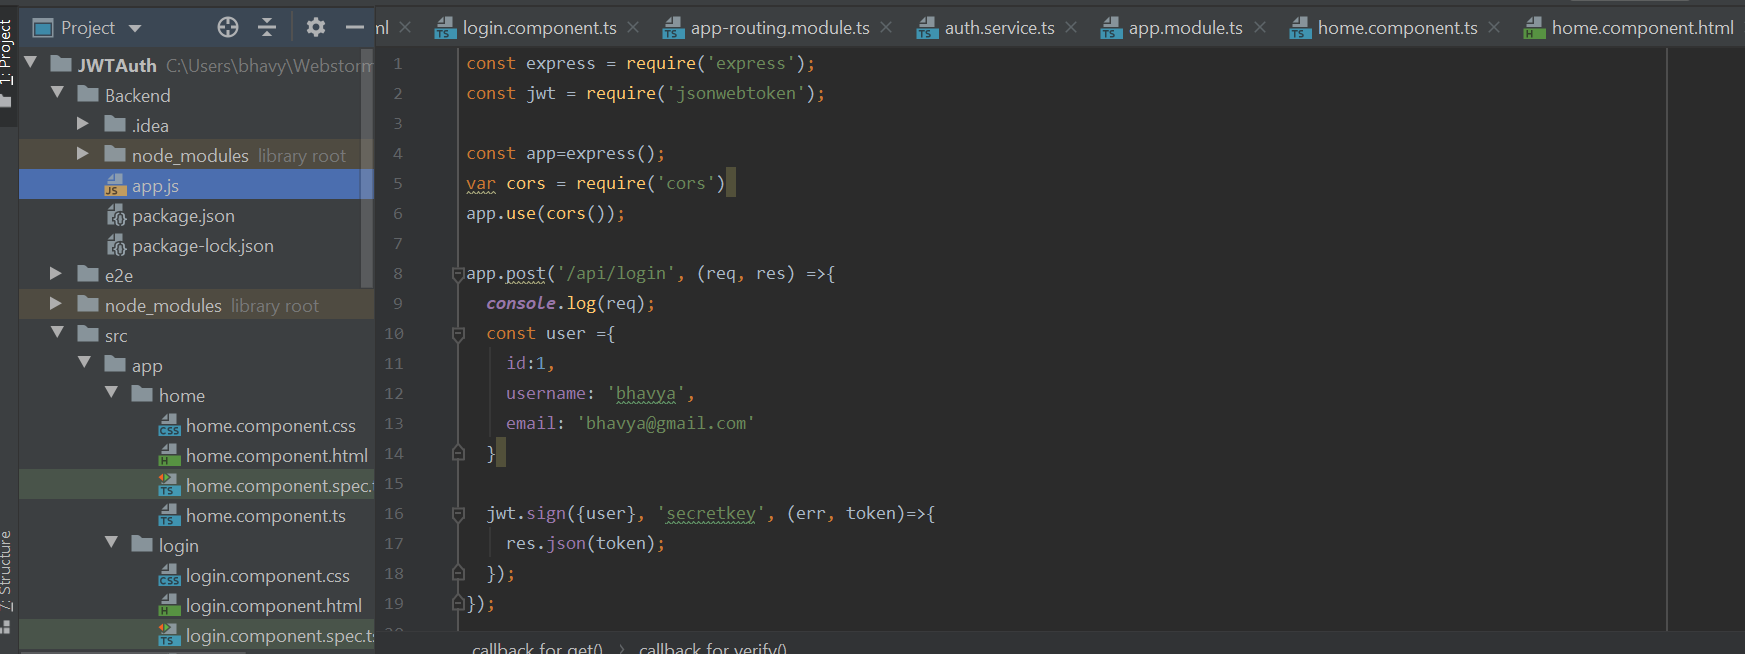 Project
ml
login.component.ts
app-routing.module.ts
auth.service.ts
app.module.ts
home.component.ts
home.component.html
1: Project
7: Structure
JWTAuth C:\Users\bhavy\Webstorm
Backend
.idea
node_modules library root
app.js
package.json
package-lock.json
e2e
node_modules library root
src
app
home
home.component.css
home.component.html
home.component.spec.
home.component.ts
login
login.component.css
login.component.html
login.component.spec.ts
1 const express = require('express');
2 const jwt = require('jsonwebtoken');
3
4 const app=express();
5 var cors = require('cors')
6 app.use(cors());
7
8 app.post('/api/login', (req, res) =>{
9 console.log(req);
10 const user ={
11 id:1,
12 username: 'bhavya',
13 email: 'bhavya@gmail.com'
14 }
15
16 jwt.sign({user}, 'secretkey', (err, token)=>{
17 res.json(token);
18 });
19 });
callback for get() > callback for verify()